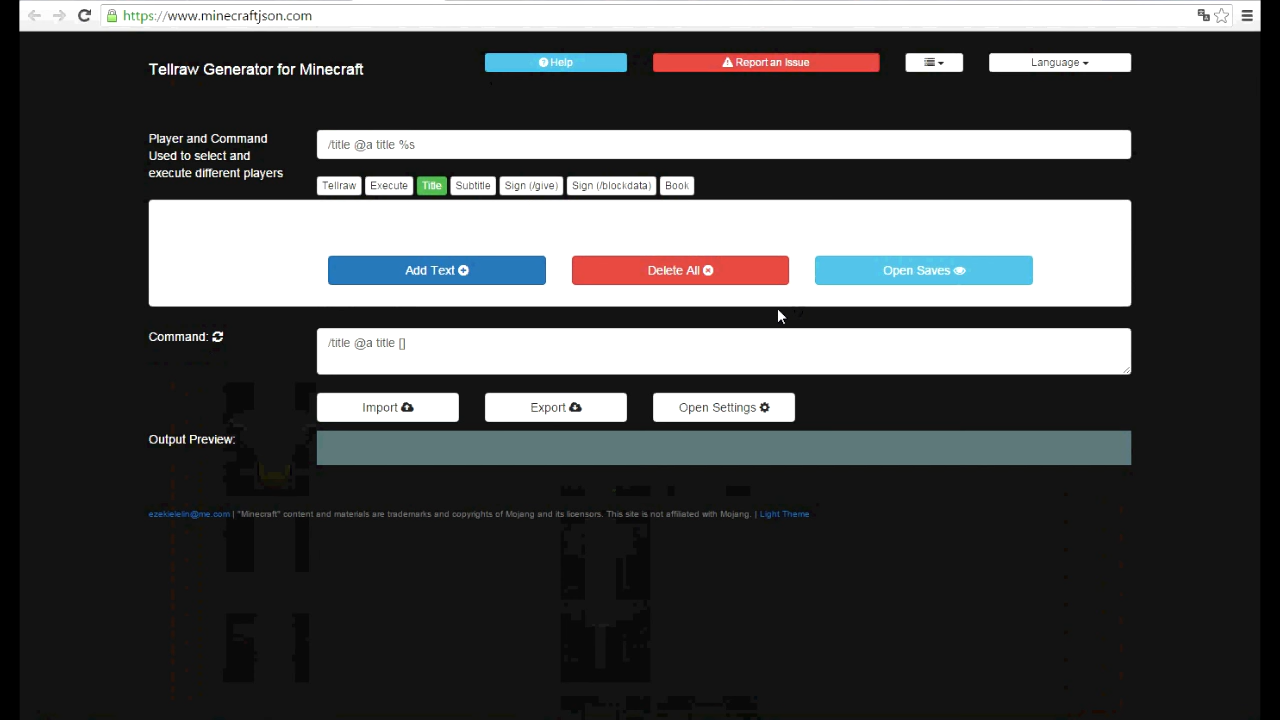 https://www.minecraftjson.com
Tellraw Generator for Minecraft
Help
Report an Issue
Language
Player and Command
Used to select and
execute different players
/title @a title %s
Tellraw
Execute
Title
Subtitle
Sign (/give)
Sign (/blockdata)
Book
Add Text
Delete All
Open Saves
Command:
/title @a title []
Import
Export
Open Settings
Output Preview:
ezekielelin@me.com | "Minecraft" content and materials are trademarks and copyrights of Mojang and its licensors. This site is not affiliated with Mojang. | Light Theme